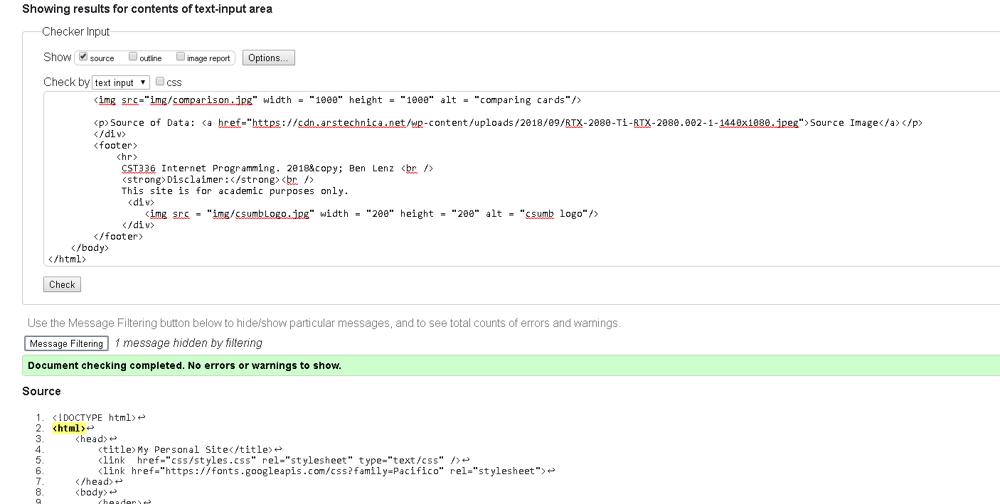 Showing results for contents of text-input area
Checker Input
Show source outline image report Options...
Check by text input css
<img src="img/comparison.jpg" width = "1000" height = "1000" alt = "comparing cards"/>
<p>Source of Data: <a href="https://cdn.arstechnica.net/wp-content/uploads/2018/09/RTX-2080-Ti-RTX-2080.002-1-1440x1080.jpeg">Source Image</a></p>
</div>
<footer>
<hr>
CST336 Internet Programming. 2018&copy; Ben Lenz <br />
<strong>Disclaimer:</strong><br />
This site is for academic purposes only.
<div>
<img src = "img/csumbLogo.jpg" width = "200" height = "200" alt = "csumb logo"/>
</div>
</footer>
</body>
</html>
Check
Use the Message Filtering button below to hide/show particular messages, and to see total counts of errors and warnings.
Message Filtering 1 message hidden by filtering
Document checking completed. No errors or warnings to show.
Source
1. <!DOCTYPE html>↩
2. <html>↩
3. <head>↩
4. <title>My Personal Site</title>↩
5. <link  href="css/styles.css" rel="stylesheet" type="text/css" />↩
6. <link href="https://fonts.googleapis.com/css?family=Pacifico" rel="stylesheet">↩
7. </head>↩
8. <body>↩
9. <header>↩